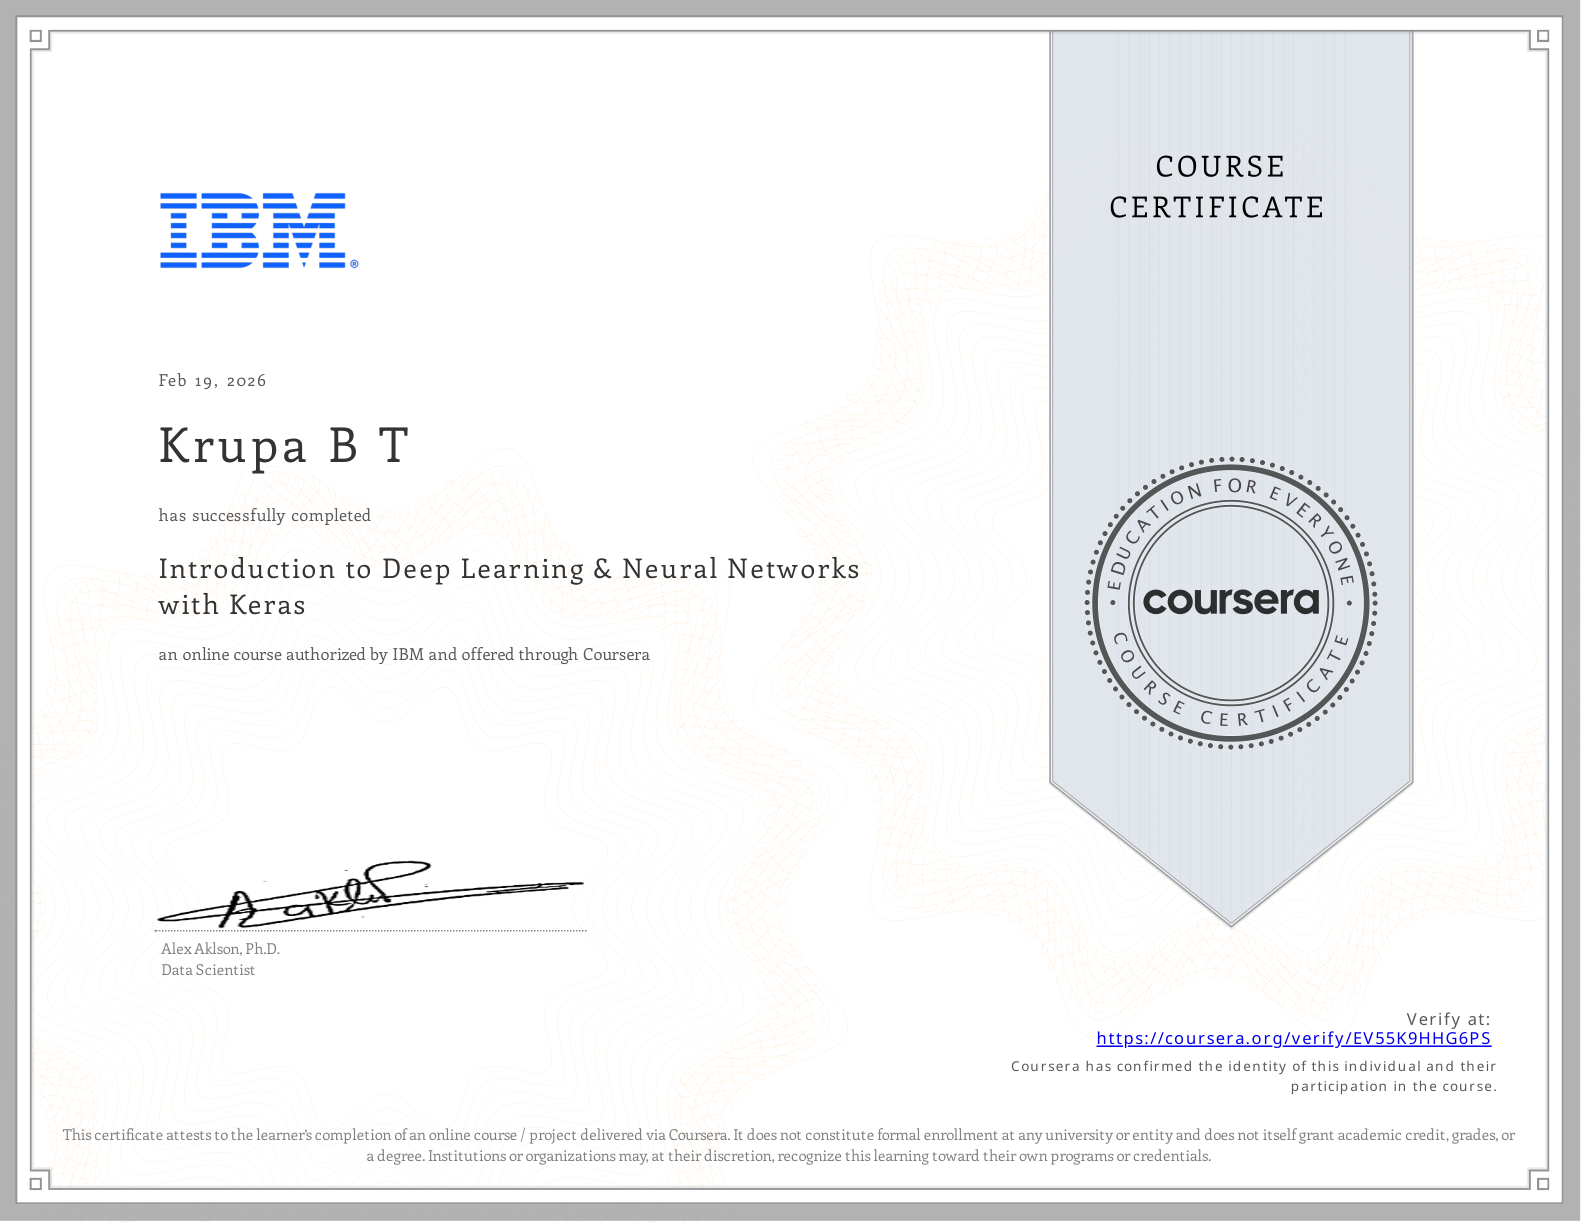 COURSE
CERTIFICATE
IBM®
Feb 19, 2026
Krupa B T
has successfully completed
Introduction to Deep Learning & Neural Networks
with Keras
an online course authorized by IBM and offered through Coursera
EDUCATION FOR EVERYONE
coursera
COURSE CERTIFICATE
Alex Aklson, Ph.D.
Data Scientist
Verify at:
https://coursera.org/verify/EV55K9HHG6PS
Coursera has confirmed the identity of this individual and their
participation in the course.
This certificate attests to the learner's completion of an online course / project delivered via Coursera. It does not constitute formal enrollment at any university or entity and does not itself grant academic credit, grades, or
a degree. Institutions or organizations may, at their discretion, recognize this learning toward their own programs or credentials.